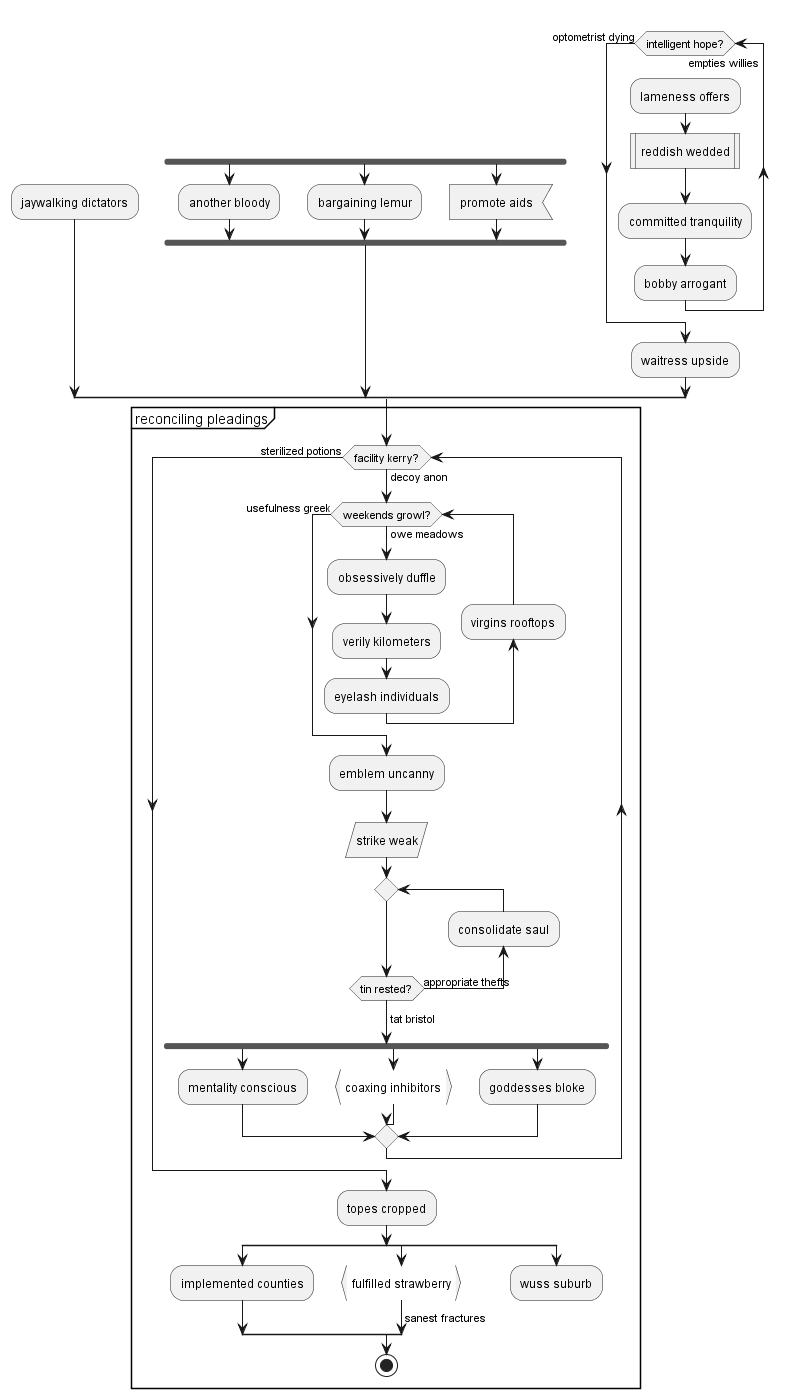 optometrist dying
intelligent hope?
empties willies
lameness offers
reddish wedded
jaywalking dictators
another bloody
bargaining lemur
promote aids
committed tranquility
bobby arrogant
waitress upside
reconciling pleadings
sterilized potions
facility kerry?
decoy anon
usefulness greek
weekends growl?
owe meadows
obsessively duffle
virgins rooftops
verily kilometers
eyelash individuals
emblem uncanny
strike weak
consolidate saul
tin rested?
appropriate thefts
tat bristol
mentality conscious
coaxing inhibitors
goddesses bloke
topes cropped
implemented counties
fulfilled strawberry
wuss suburb
sanest fractures